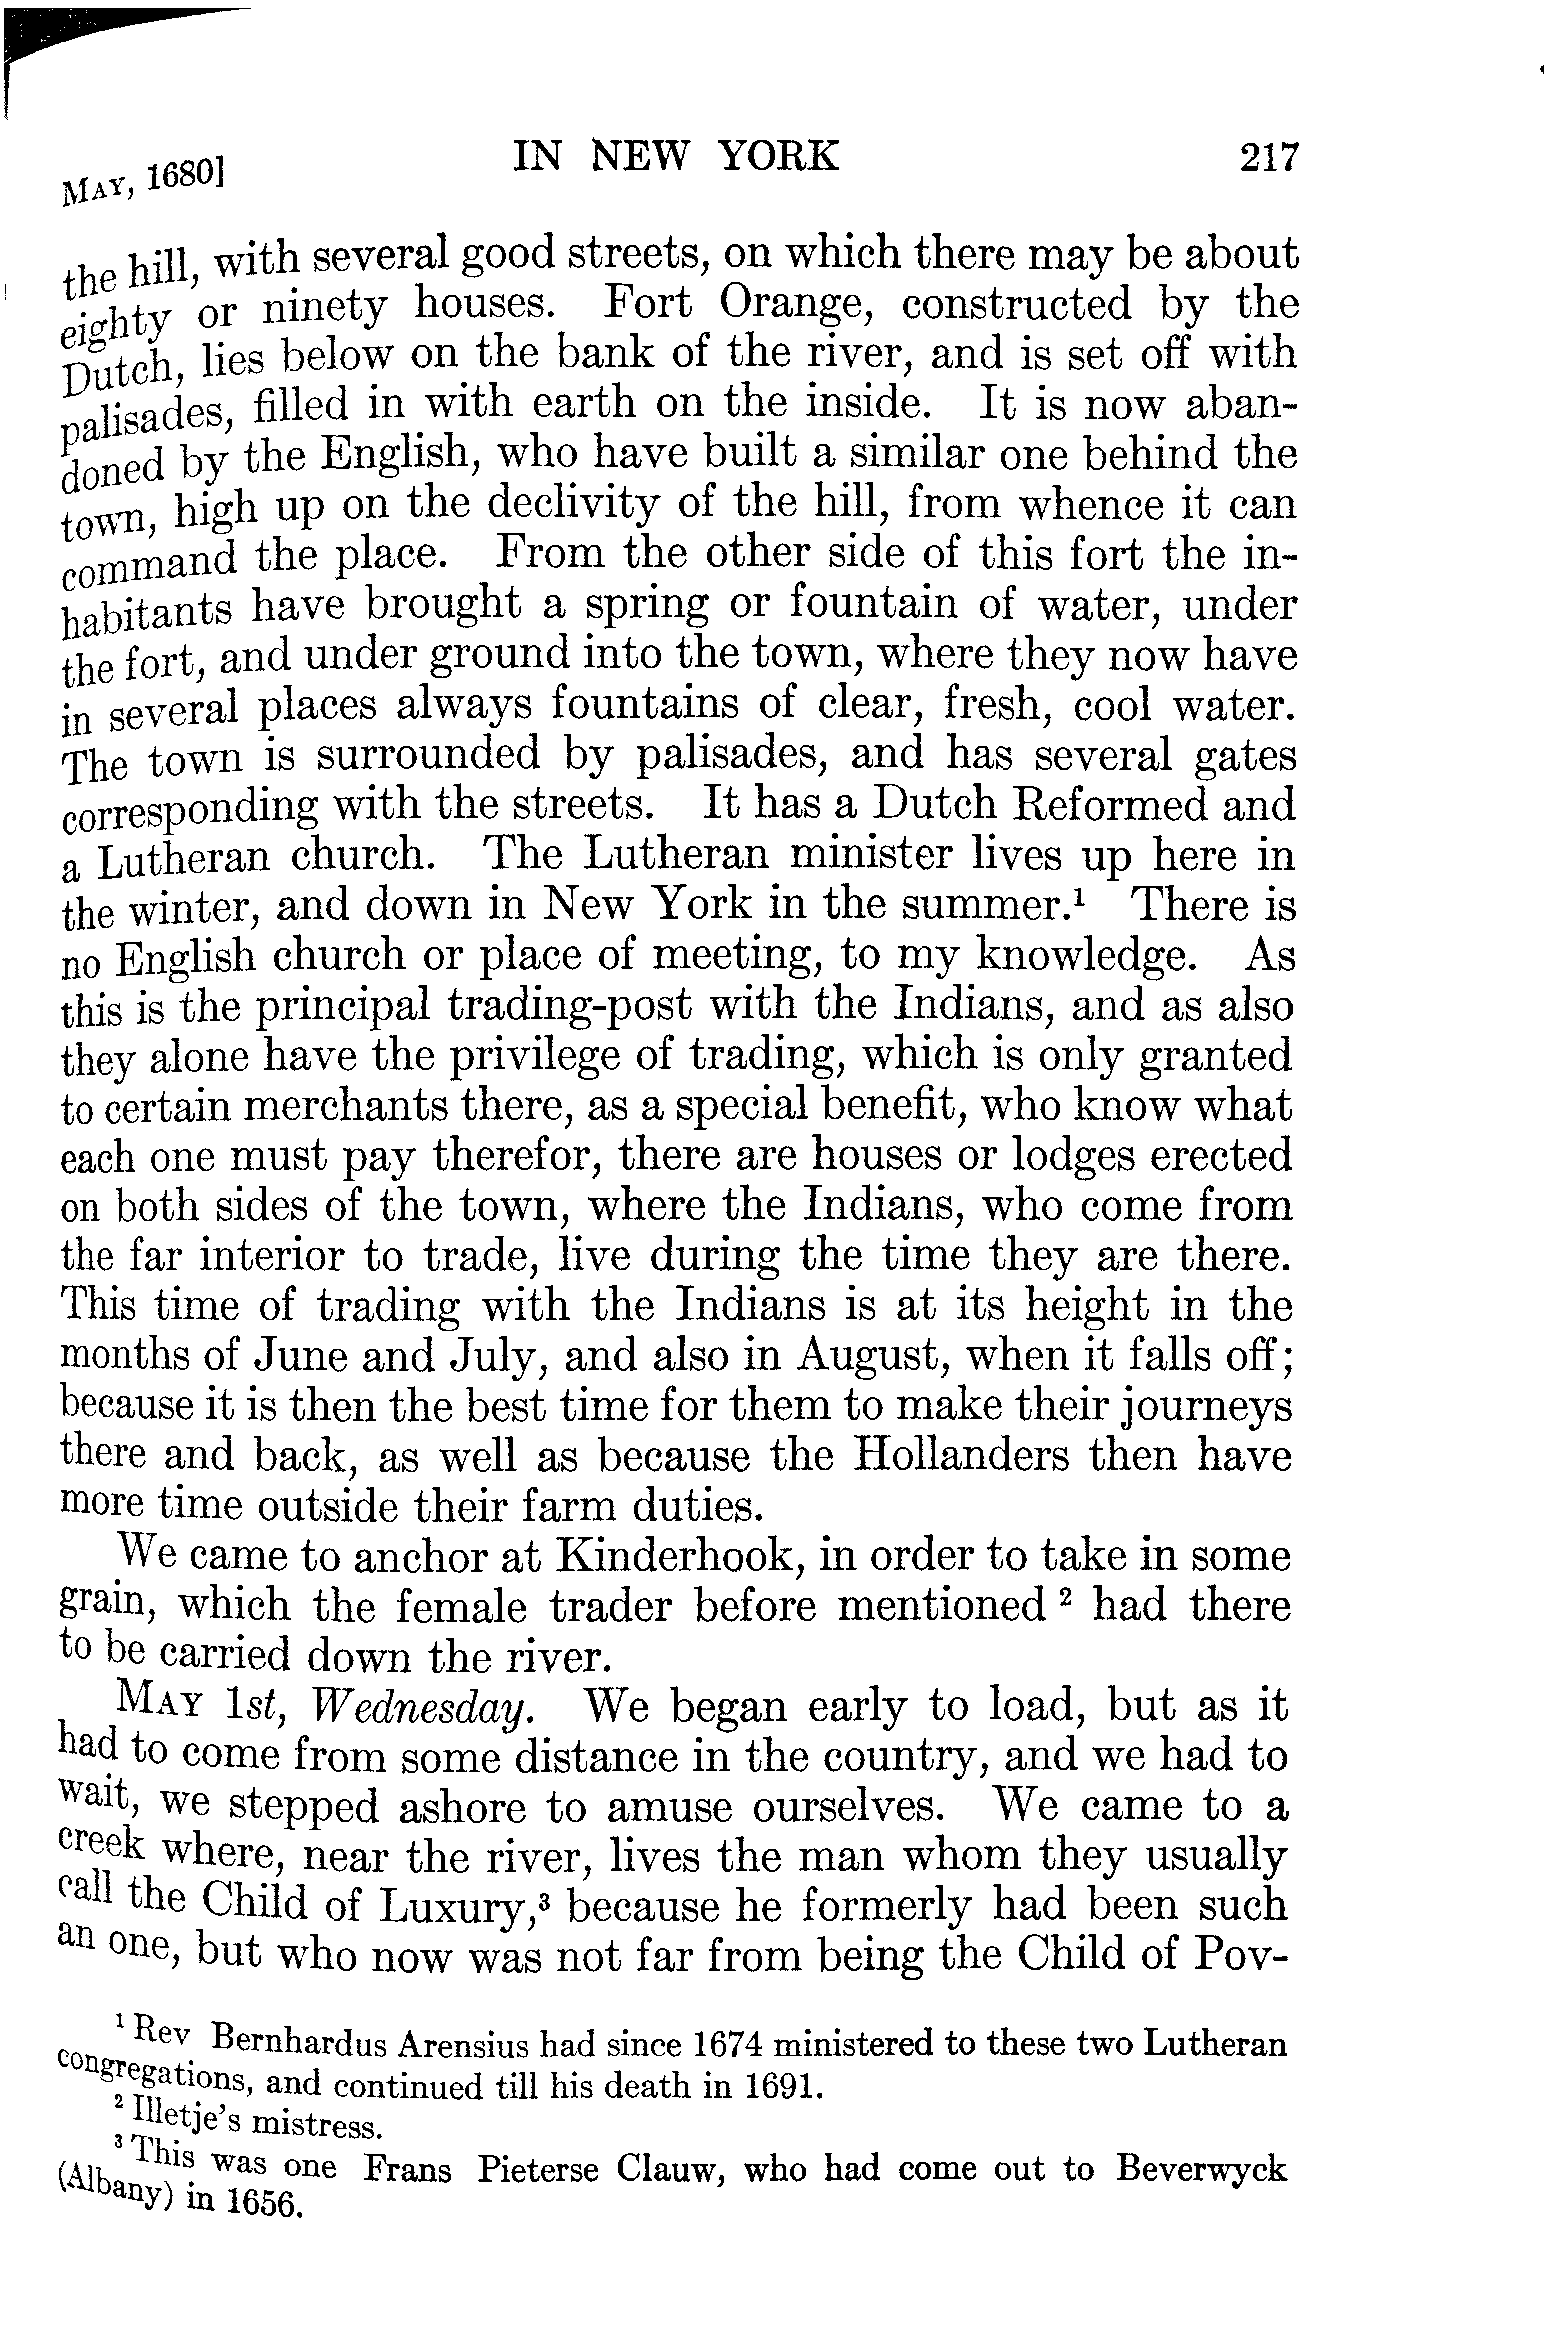 MAY, 1680] IN NEW YORK 217
the hill, with several good streets, on which there may be about
eighty or ninety houses. Fort Orange, constructed by the
Dutch, lies below on the bank of the river, and is set off with
palisades, filled in with earth on the inside. It is now aban-
doned by the English, who have built a similar one behind the
town, high up on the declivity of the hill, from whence it can
command the place. From the other side of this fort the in-
habitants have brought a spring or fountain of water, under
the fort, and under ground into the town, where they now have
in several places always fountains of clear, fresh, cool water.
The town is surrounded by palisades, and has several gates
corresponding with the streets. It has a Dutch Reformed and
a Lutheran church. The Lutheran minister lives up here in
the winter, and down in New York in the summer.¹ There is
no English church or place of meeting, to my knowledge. As
this is the principal trading-post with the Indians, and as also
they alone have the privilege of trading, which is only granted
to certain merchants there, as a special benefit, who know what
each one must pay therefor, there are houses or lodges erected
on both sides of the town, where the Indians, who come from
the far interior to trade, live during the time they are there.
This time of trading with the Indians is at its height in the
months of June and July, and also in August, when it falls off;
because it is then the best time for them to make their journeys
there and back, as well as because the Hollanders then have
more time outside their farm duties.
We came to anchor at Kinderhook, in order to take in some
grain, which the female trader before mentioned ² had there
to be carried down the river.
MAY 1st, Wednesday. We began early to load, but as it
had to come from some distance in the country, and we had to
wait, we stepped ashore to amuse ourselves. We came to a
creek where, near the river, lives the man whom they usually
call the Child of Luxury,³ because he formerly had been such
an one, but who now was not far from being the Child of Pov-
¹ Rev Bernhardus Arensius had since 1674 ministered to these two Lutheran
congregations, and continued till his death in 1691.
² Illetje's mistress.
³ This was one Frans Pieterse Clauw, who had come out to Beverwyck
(Albany) in 1656.